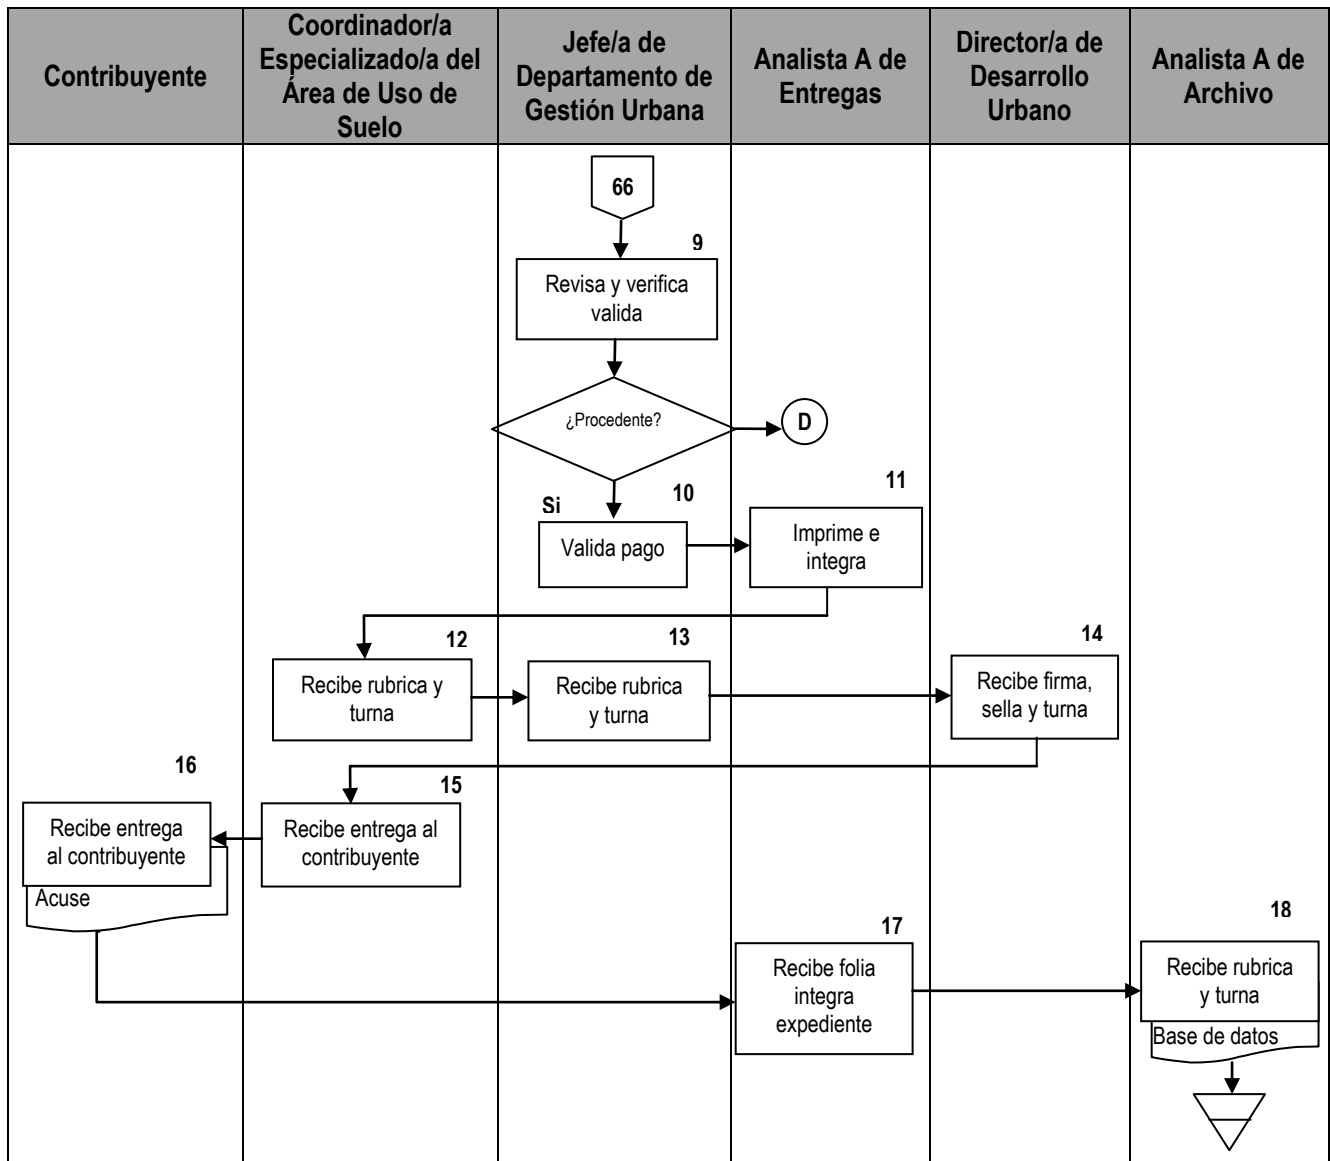 Contribuyente
Coordinador/a
Especializado/a del
Área de Uso de
Suelo
Jefe/a de
Departamento de
Gestión Urbana
Analista A de
Entregas
Director/a de
Desarrollo
Urbano
Analista A de
Archivo
66
9
Revisa y verifica
valida
¿Procedente?
D
Si
10
Valida pago
11
Imprime e
integra
12
Recibe rubrica y
turna
13
Recibe rubrica
y turna
14
Recibe firma,
sella y turna
15
Recibe entrega al
contribuyente
16
Recibe entrega
al contribuyente
Acuse
17
Recibe folia
integra
expediente
18
Recibe rubrica
y turna
Base de datos